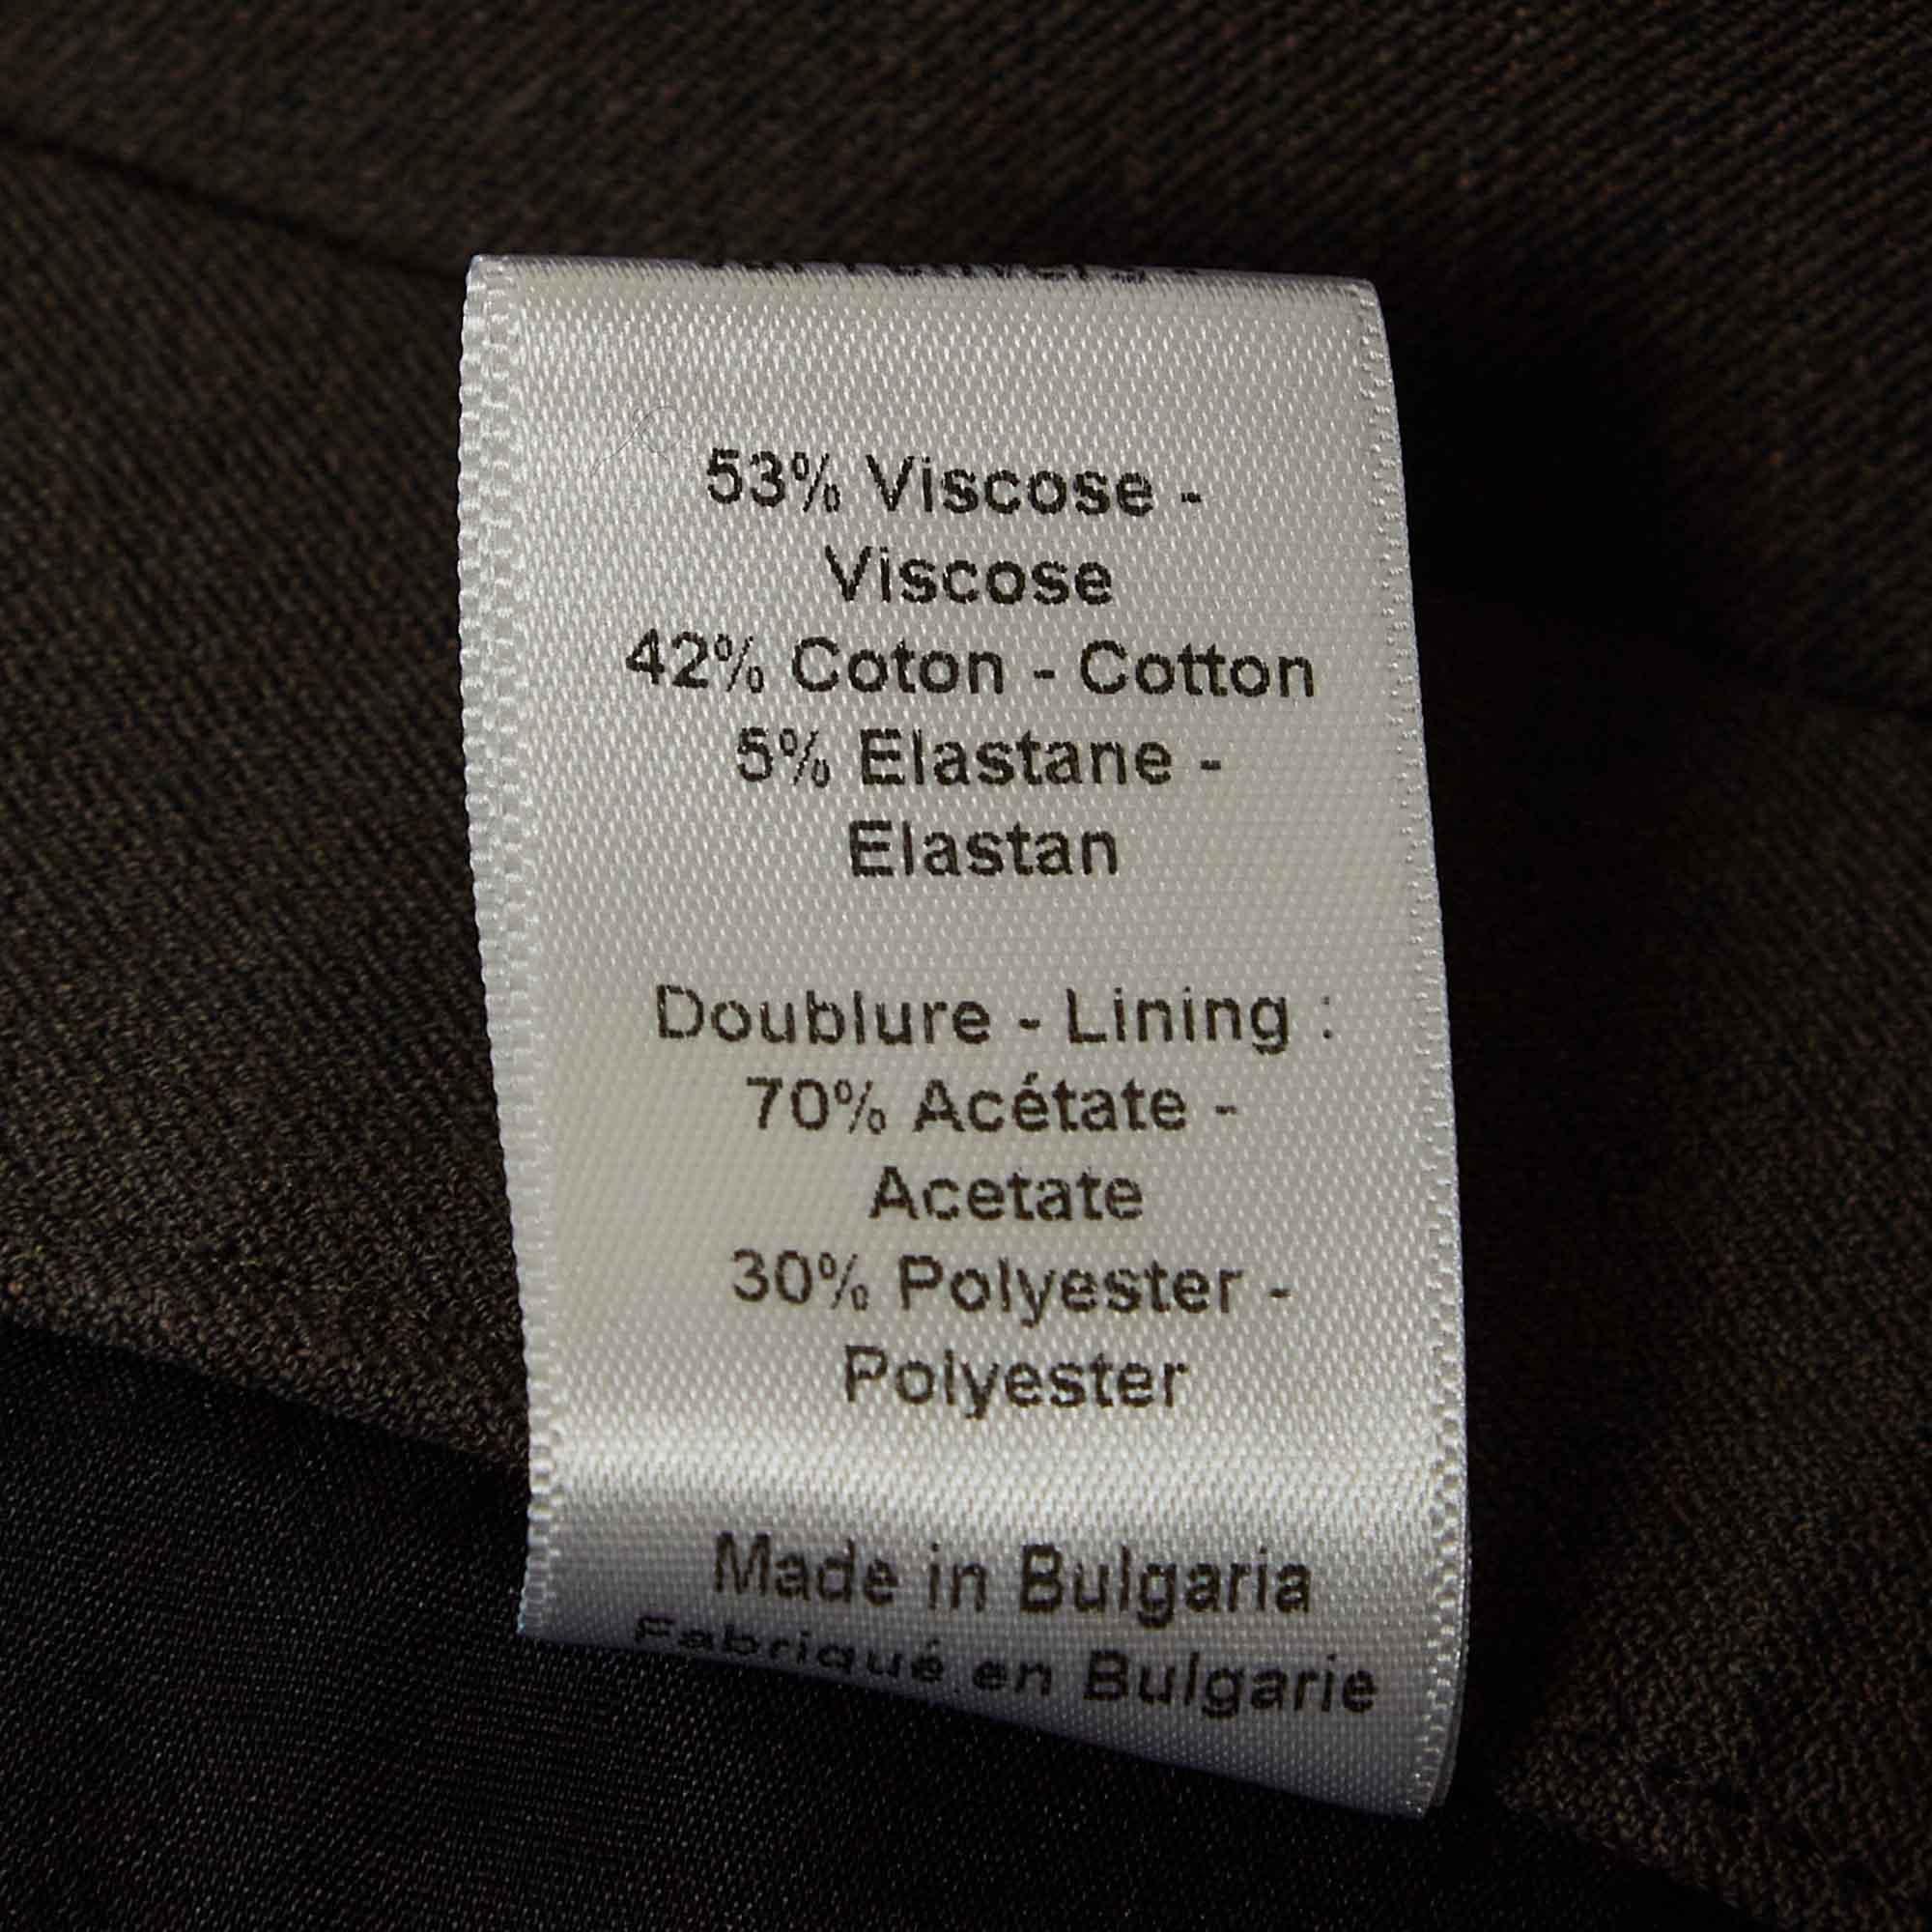 53% Viscose -
Viscose
42% Coton - Cotton
5% Elastane -
Elastan
Doublure - Lining :
70% Acétate -
Acetate
30% Polyester -
Polyester
Made in Bulgaria
Fabriqué en Bulgarie